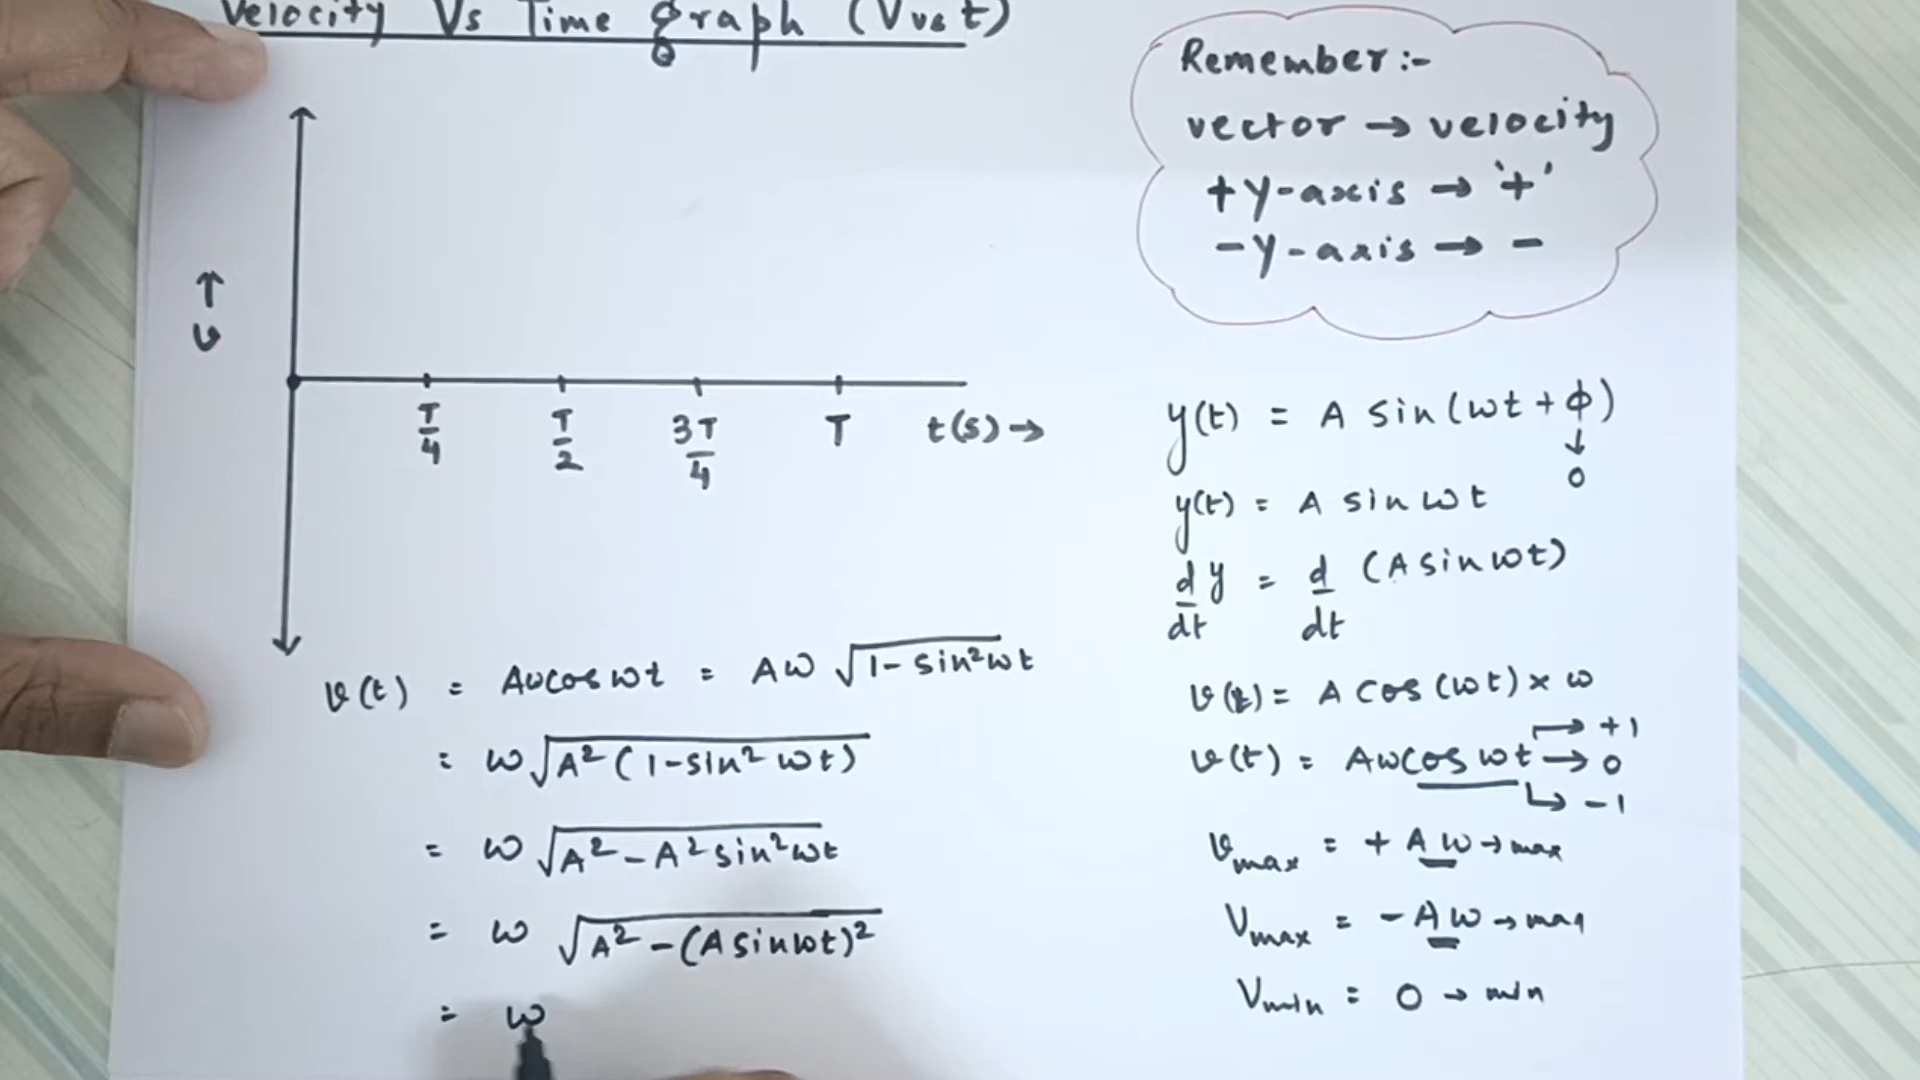 Velocity Vs Time graph (V vs t)
Remember :-
vector → velocity
+y-axis → '+'
-y-axis → -
↑
v
T/4 T/2 3T/4 T t(s) →
y(t) = A sin(ωt + ϕ)
↓
0
y(t) = A sin ωt
d/dt y = d/dt (A sin ωt)
v(t) = A cos (ωt) × ω
v(t) = Aω cos ωt → +1
→ 0
→ -1
vmax = + Aω → max
Vmax = - Aω → max
Vmin = 0 → min
v(t) = Aω cos ωt = Aω √1 - sin²ωt
= ω √A² (1 - sin² ωt)
= ω √A² - A² sin² ωt
= ω √A² - (A sin ωt)²
= ω